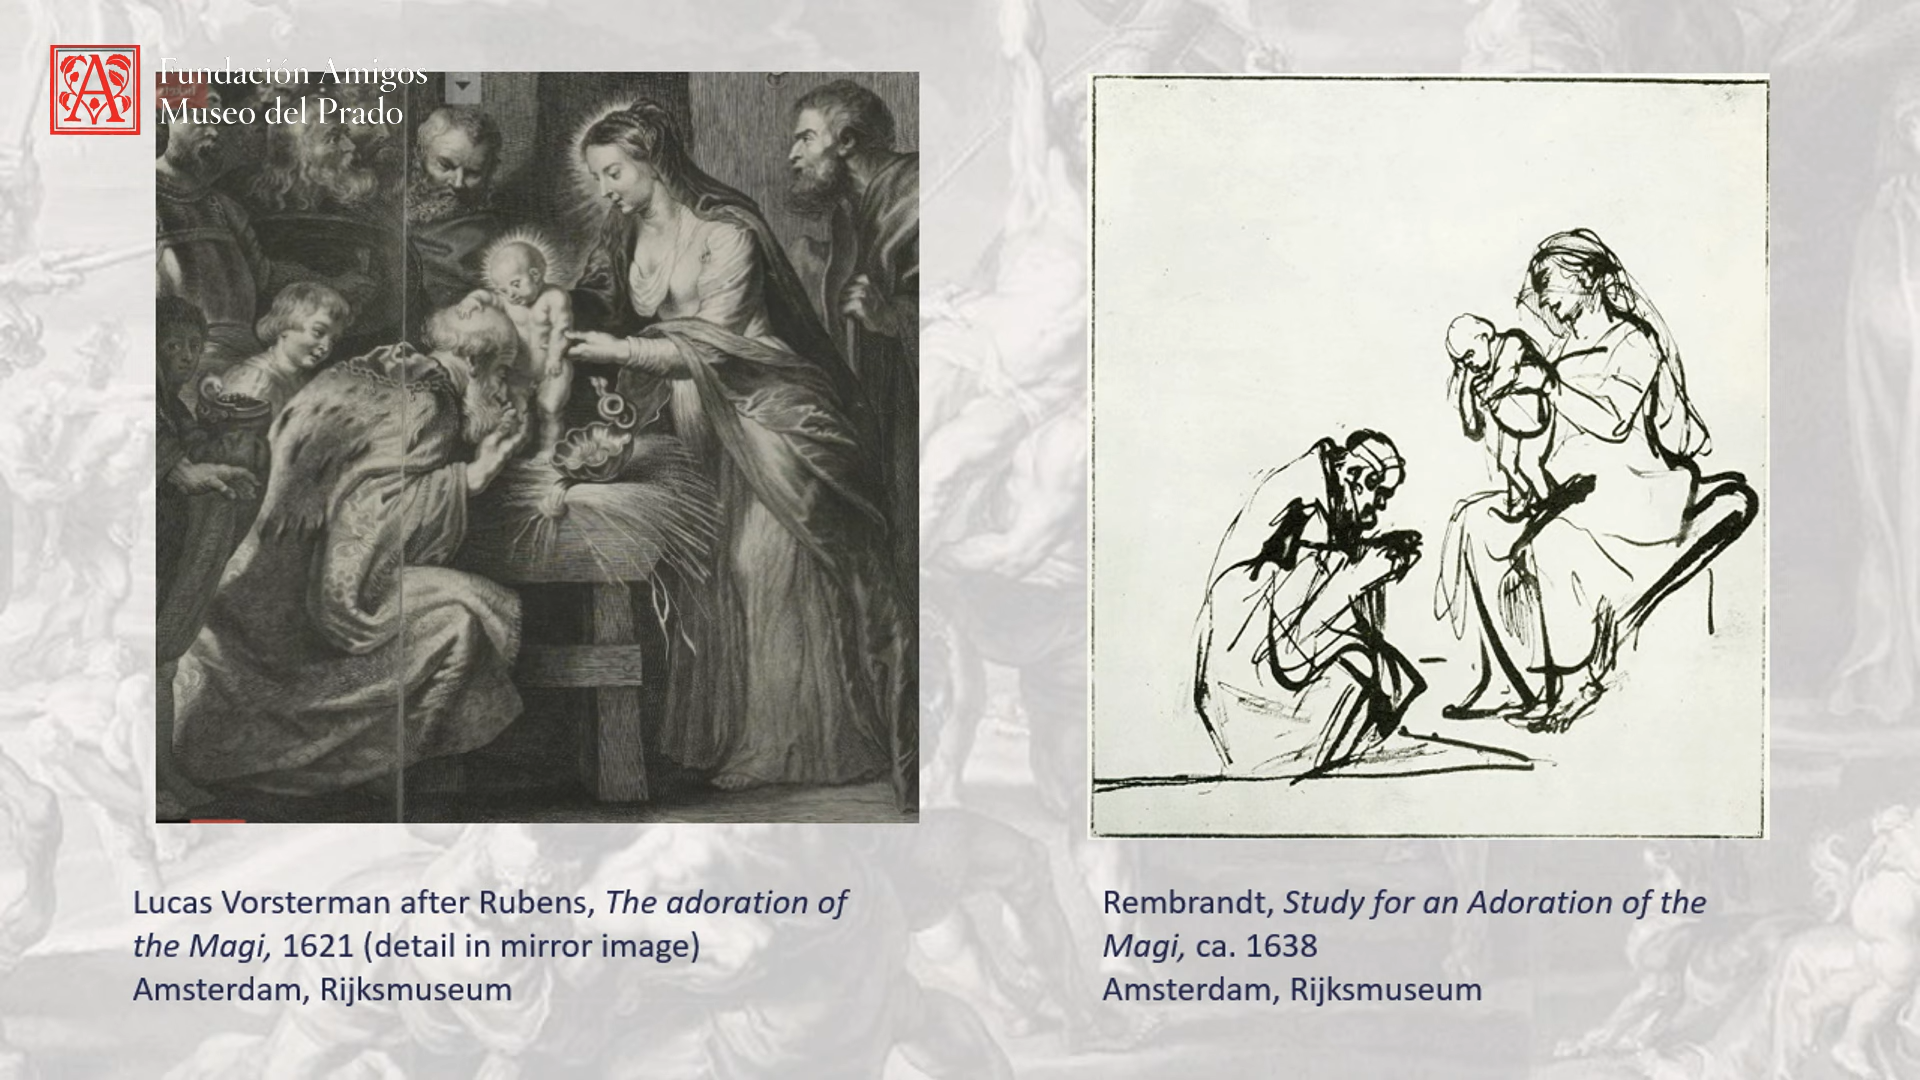 Fundación Amigos
Museo del Prado
Lucas Vorsterman after Rubens, The adoration of
the Magi, 1621 (detail in mirror image)
Amsterdam, Rijksmuseum
Rembrandt, Study for an Adoration of the
Magi, ca. 1638
Amsterdam, Rijksmuseum